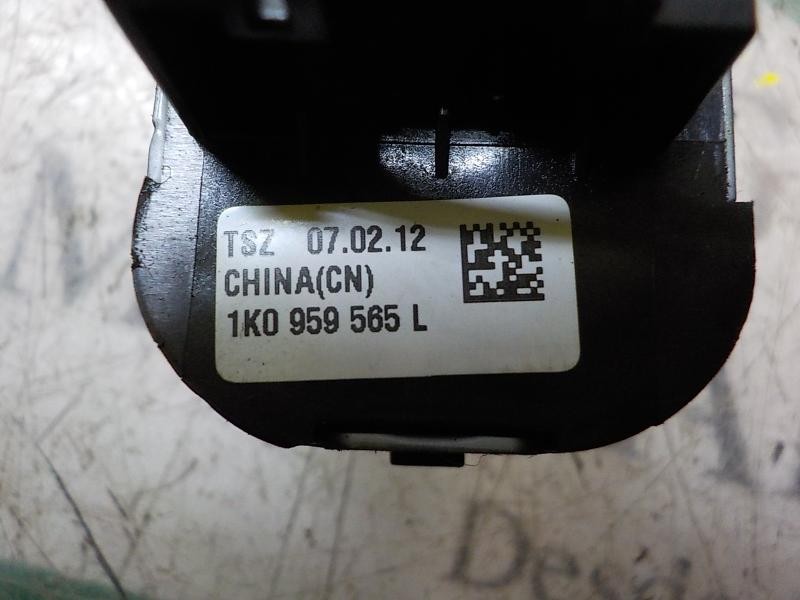 TSZ 07.02.12
CHINA(CN)
1K0 959 565 L